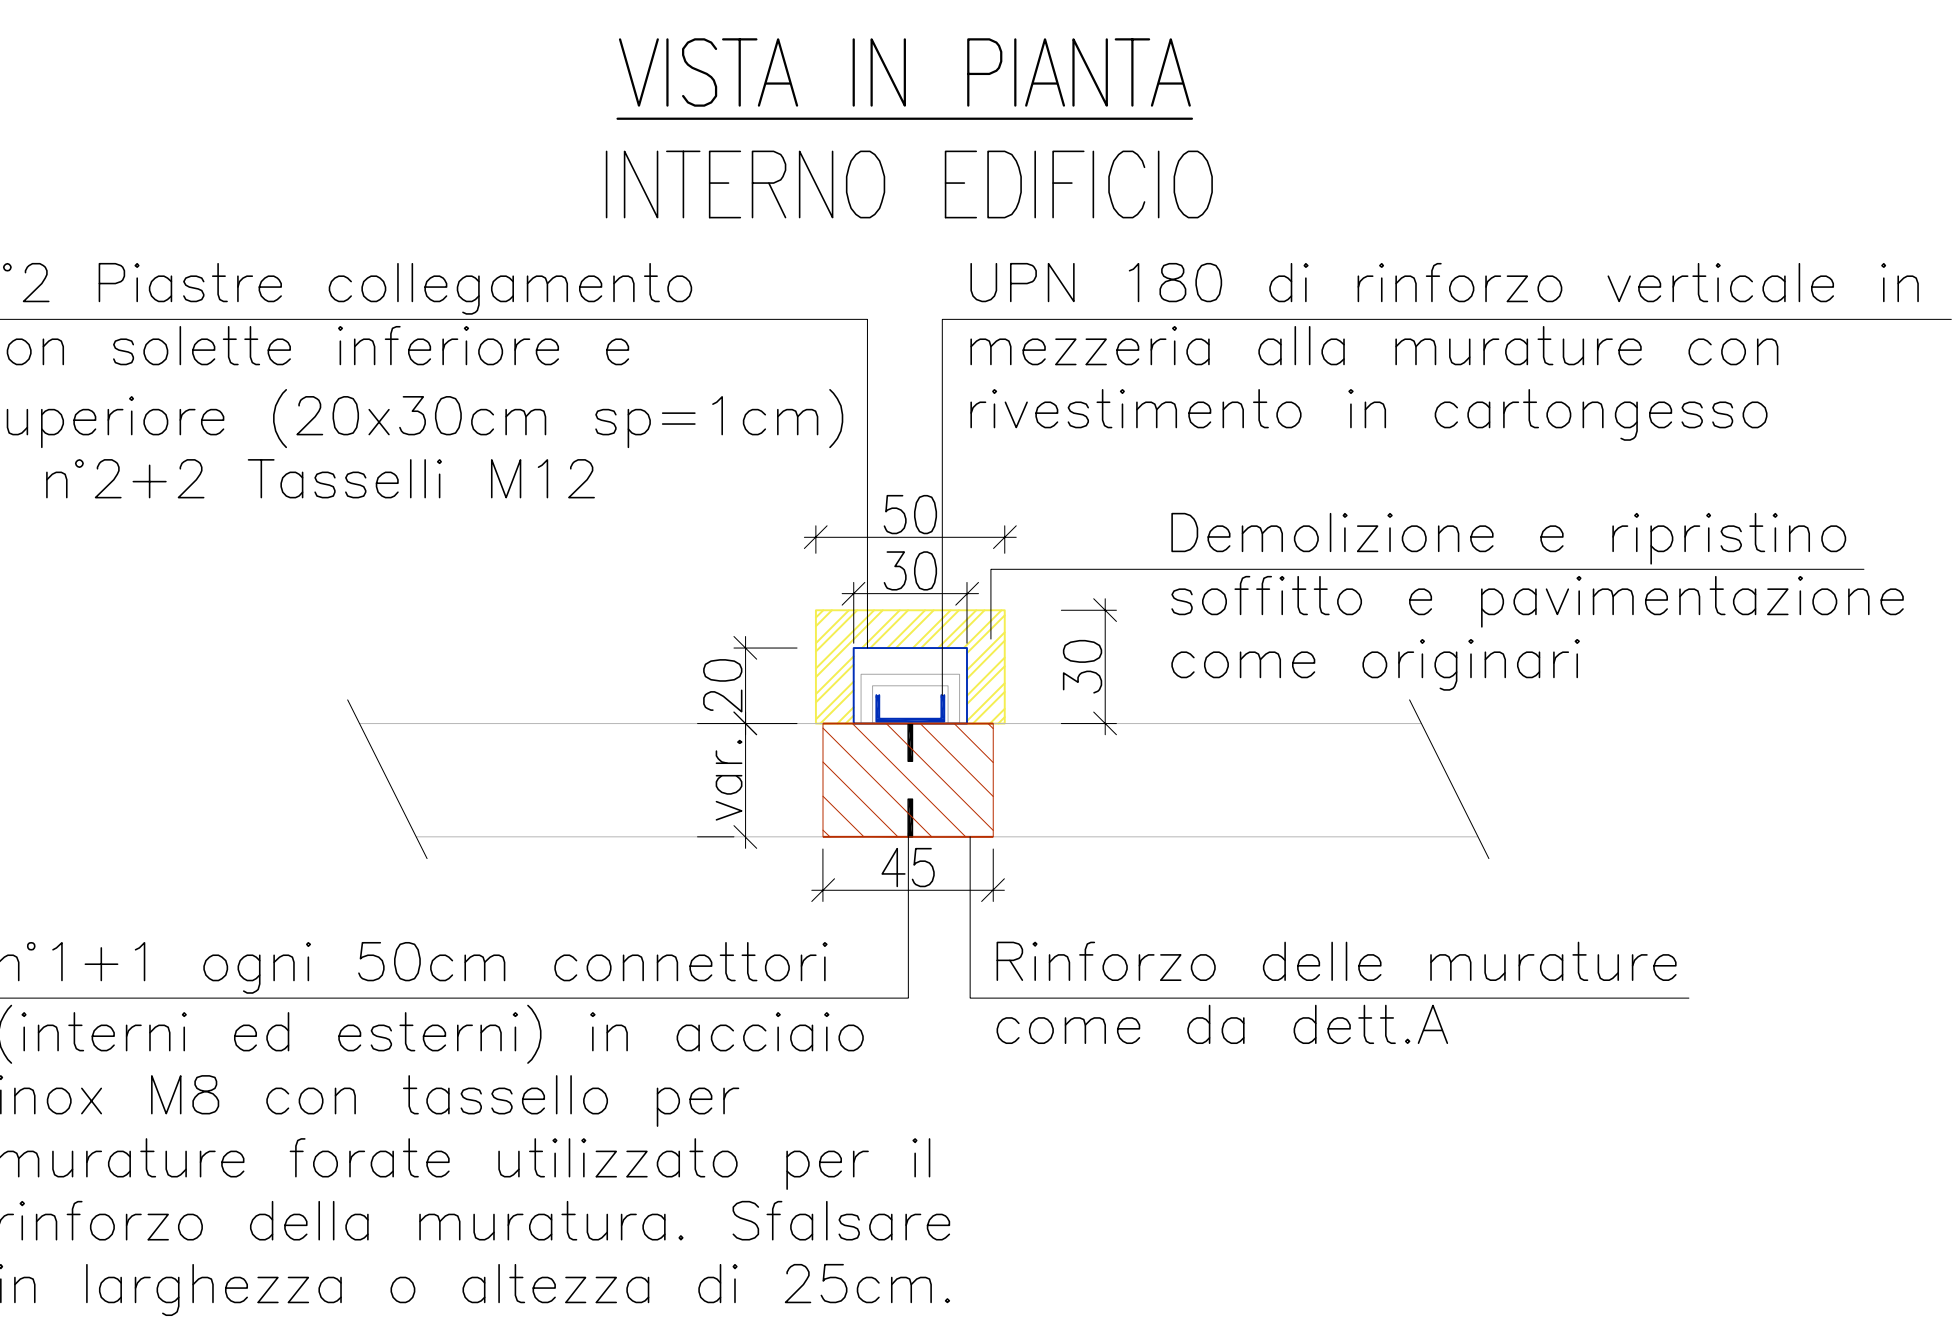 VISTA IN PIANTA
INTERNO EDIFICIO
°2 Piastre collegamento
on solette inferiore e
uperiore (20x30cm sp=1cm)
n°2+2 Tasselli M12
UPN 180 di rinforzo verticale in
mezzeria alla murature con
rivestimento in cartongesso
50
30
Demolizione e ripristino
soffitto e pavimentazione
come originari
20
30
var.
45
n°1+1 ogni 50cm connettori
(interni ed esterni) in acciaio
inox M8 con tassello per
murature forate utilizzato per il
rinforzo della muratura. Sfalsare
in larghezza o altezza di 25cm.
Rinforzo delle murature
come da dett.A